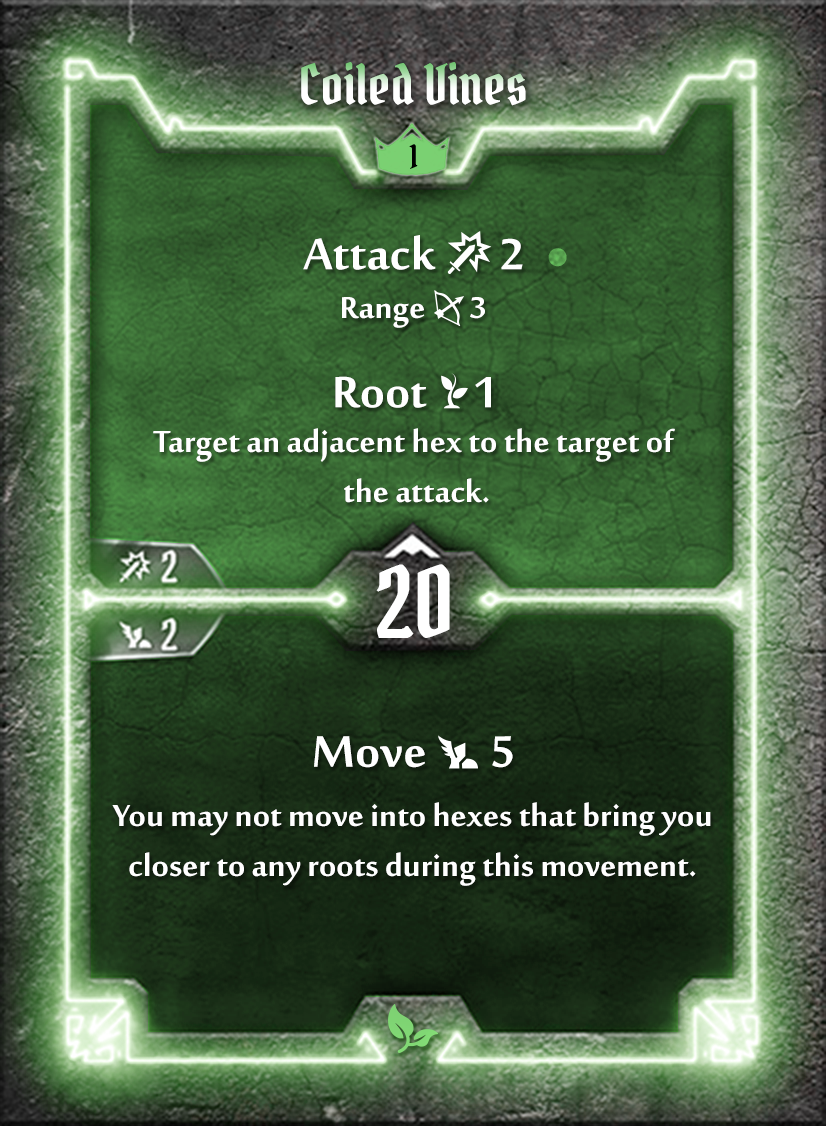 Coiled Vines
1
Attack 2
Range 3
Root 1
Target an adjacent hex to the target of
the attack.
2
20
2
Move 5
You may not move into hexes that bring you
closer to any roots during this movement.